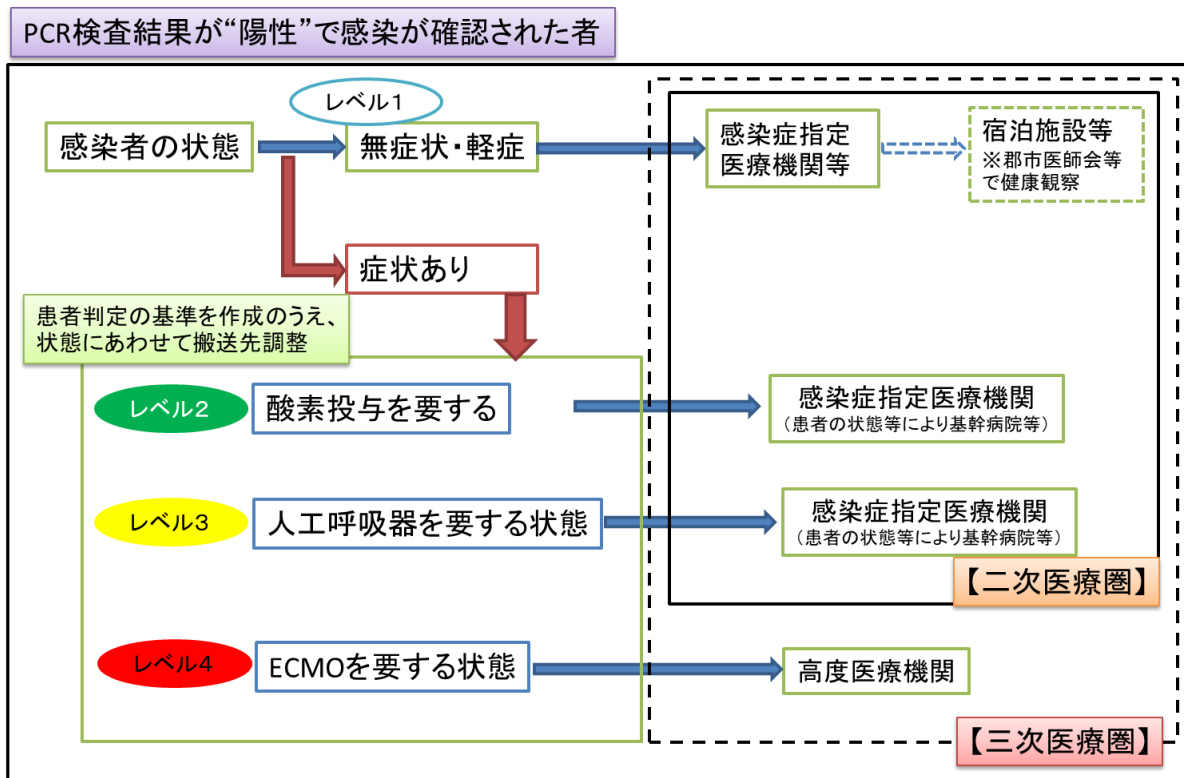 PCR検査結果が“陽性”で感染が確認された者
レベル1
感染者の状態
無症状・軽症
感染症指定
医療機関等
宿泊施設等
※郡市医師会等
で健康観察
症状あり
患者判定の基準を作成のうえ、
状態にあわせて搬送先調整
レベル2
酸素投与を要する
感染症指定医療機関
(患者の状態等により基幹病院等)
レベル3
人工呼吸器を要する状態
感染症指定医療機関
(患者の状態等により基幹病院等)
【二次医療圏】
レベル4
ECMOを要する状態
高度医療機関
【三次医療圏】